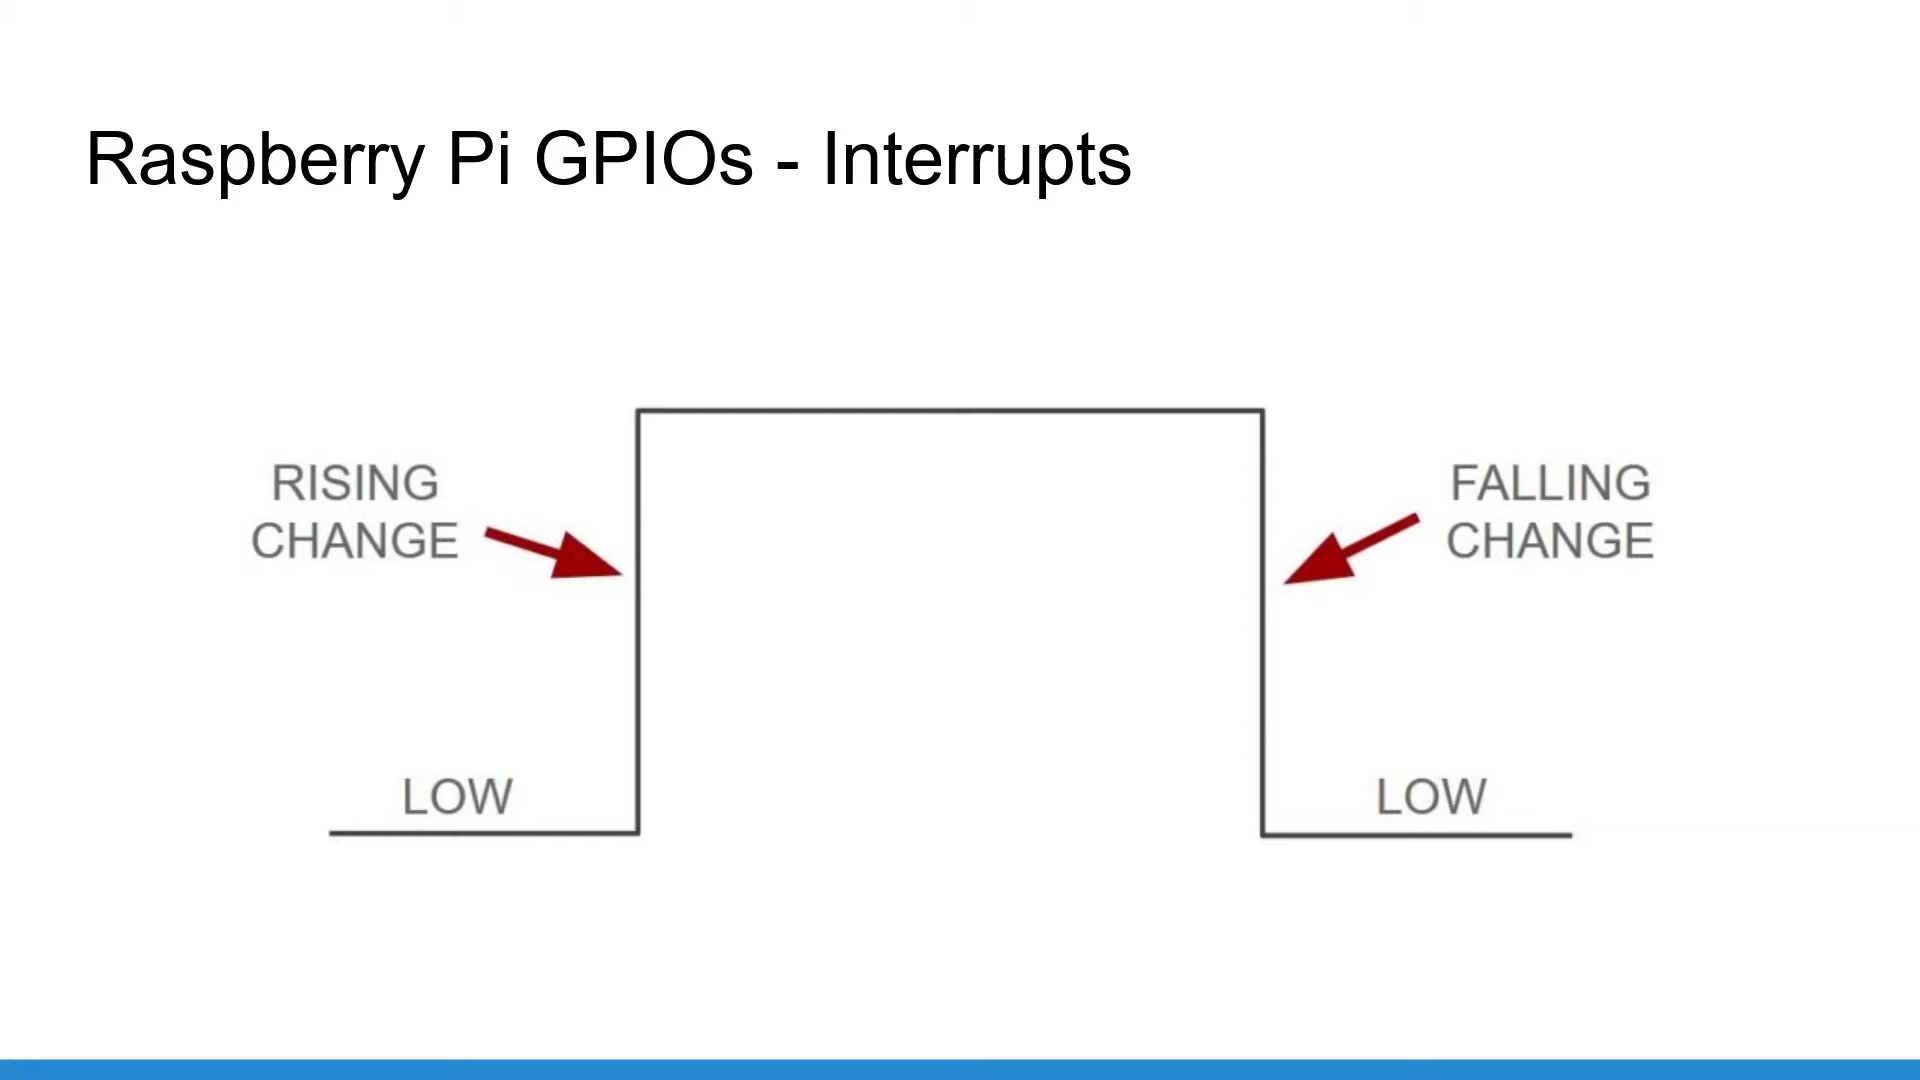 Raspberry Pi GPIOs - Interrupts
RISING
CHANGE
FALLING
CHANGE
LOW
LOW